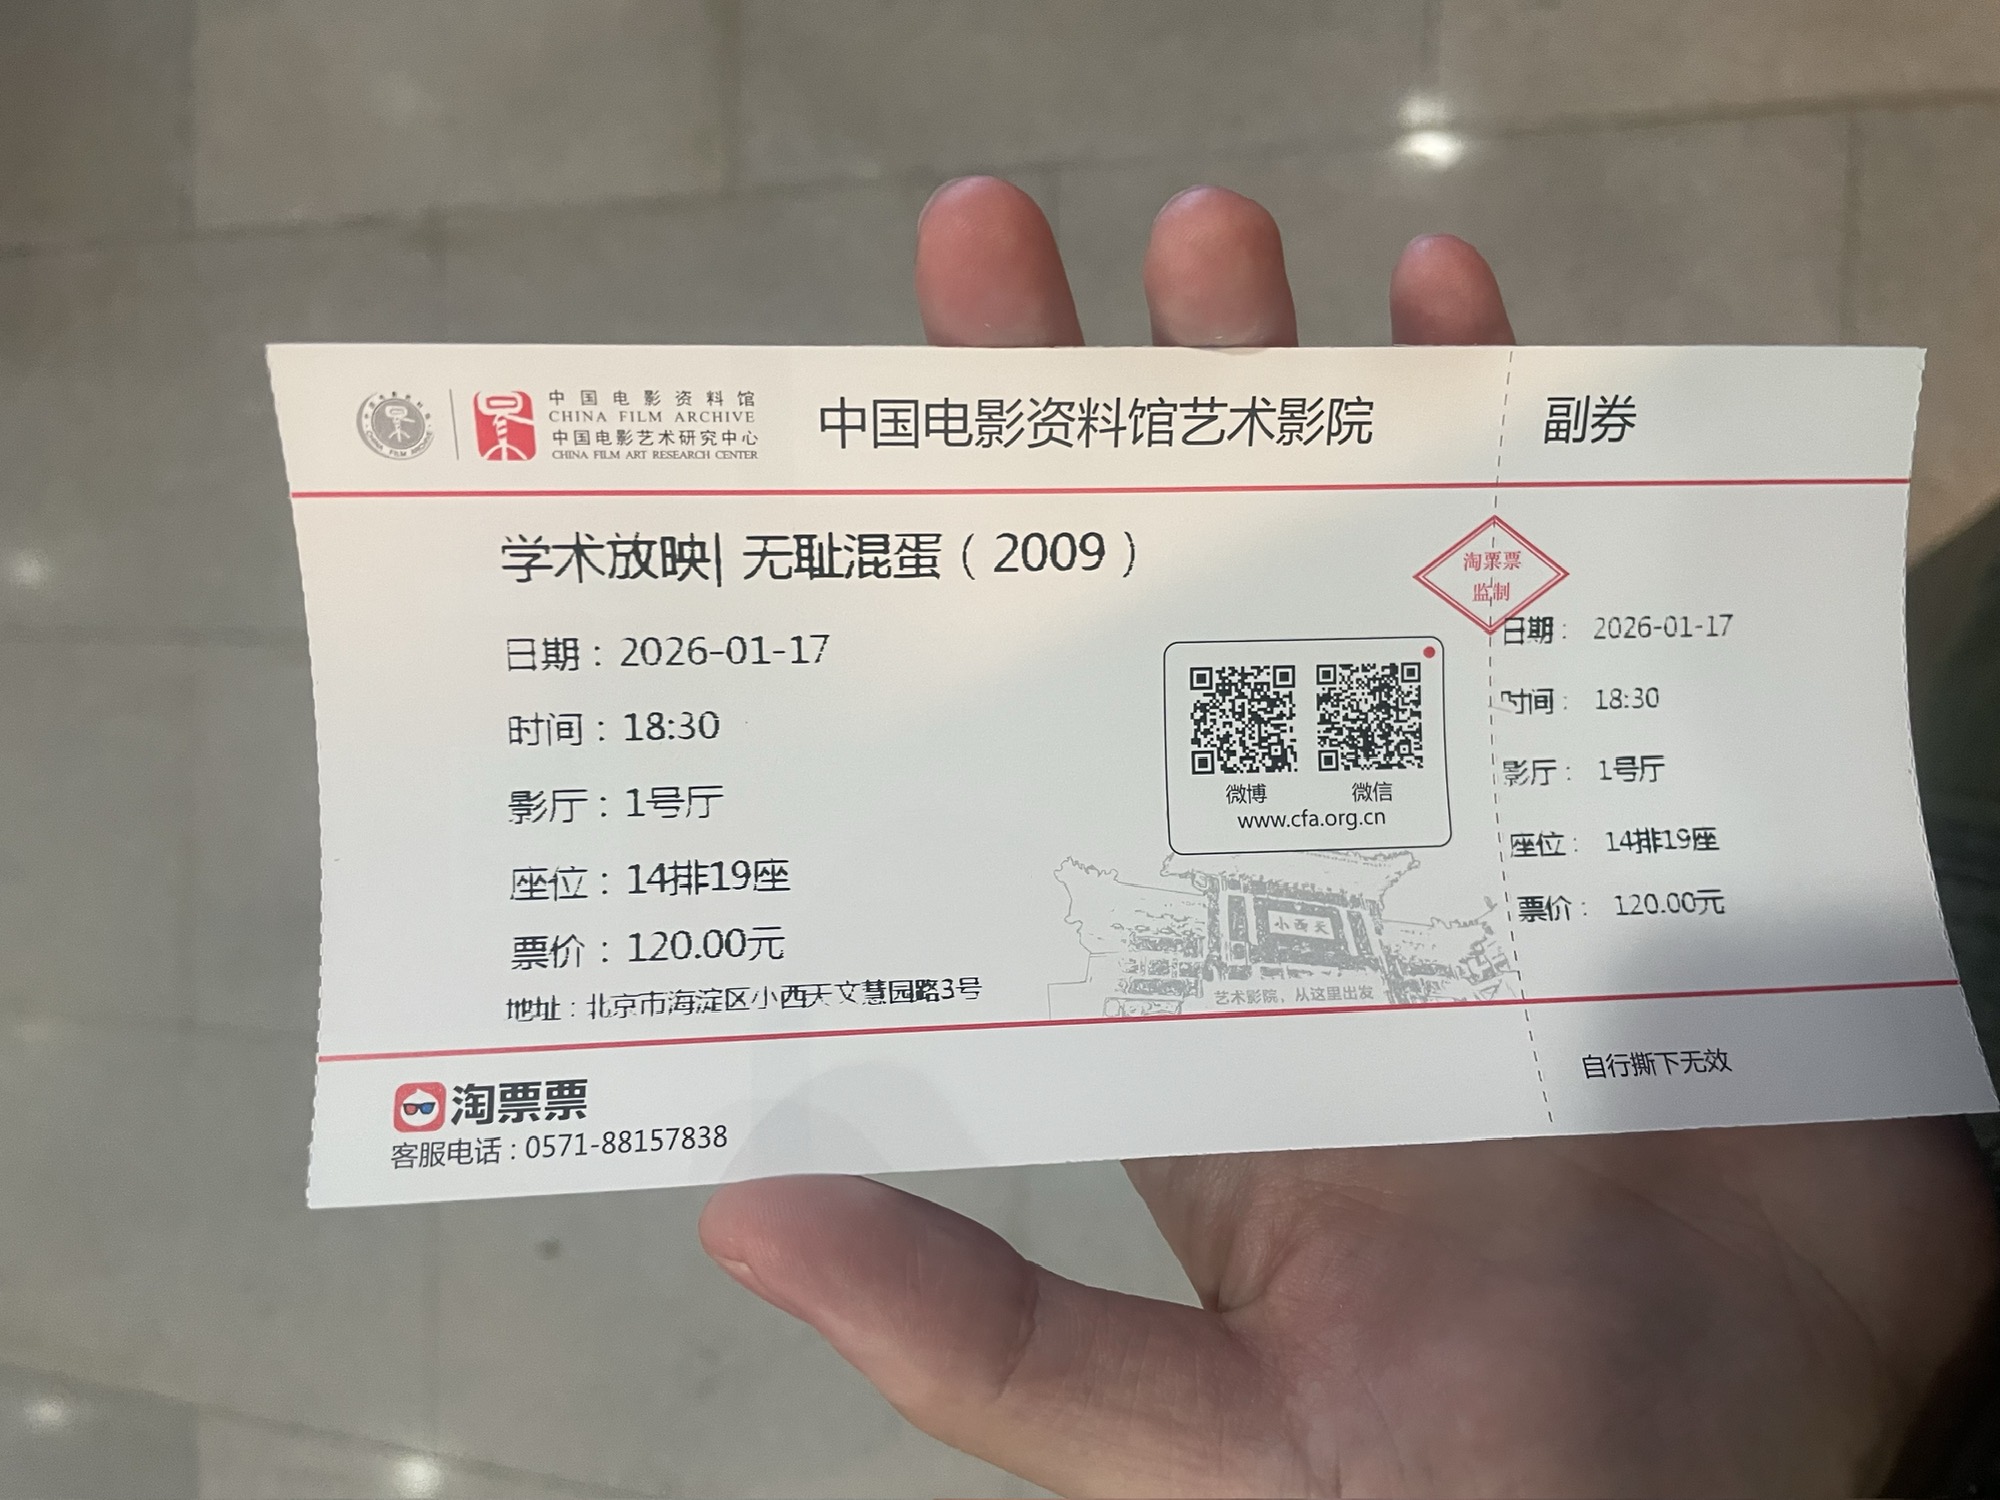 中国电影资料馆
CHINA FILM ARCHIVE
中国电影艺术研究中心
CHINA FILM ART RESEARCH CENTER
中国电影资料馆艺术影院
副券
学术放映| 无耻混蛋（2009）
日期：2026-01-17
时间：18:30
影厅：1号厅
座位：14排19座
票价：120.00元
地址：北京市海淀区小西天文慧园路3号
微博
微信
www.cfa.org.cn
小西天
艺术影院，从这里出发
淘票票
监制
日期： 2026-01-17
时间： 18:30
影厅： 1号厅
座位： 14排19座
票价： 120.00元
淘票票
客服电话：0571-88157838
自行撕下无效